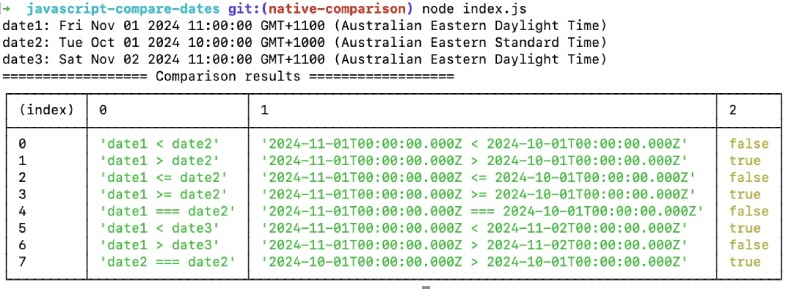 → javascript-compare-dates git:(native-comparison) node index.js
date1: Fri Nov 01 2024 11:00:00 GMT+1100 (Australian Eastern Daylight Time)
date2: Tue Oct 01 2024 10:00:00 GMT+1000 (Australian Eastern Standard Time)
date3: Sat Nov 02 2024 11:00:00 GMT+1100 (Australian Eastern Daylight Time)
================== Comparison results ==================
(index) 0 1 2
0 'date1 < date2' '2024-11-01T00:00:00.000Z < 2024-10-01T00:00:00.000Z' false
1 'date1 > date2' '2024-11-01T00:00:00.000Z > 2024-10-01T00:00:00.000Z' true
2 'date1 <= date2' '2024-11-01T00:00:00.000Z <= 2024-10-01T00:00:00.000Z' false
3 'date1 >= date2' '2024-11-01T00:00:00.000Z >= 2024-10-01T00:00:00.000Z' true
4 'date1 === date2' '2024-11-01T00:00:00.000Z === 2024-10-01T00:00:00.000Z' false
5 'date1 < date3' '2024-11-01T00:00:00.000Z < 2024-11-02T00:00:00.000Z' true
6 'date1 > date3' '2024-11-01T00:00:00.000Z > 2024-11-02T00:00:00.000Z' false
7 'date2 === date2' '2024-10-01T00:00:00.000Z > 2024-10-01T00:00:00.000Z' true